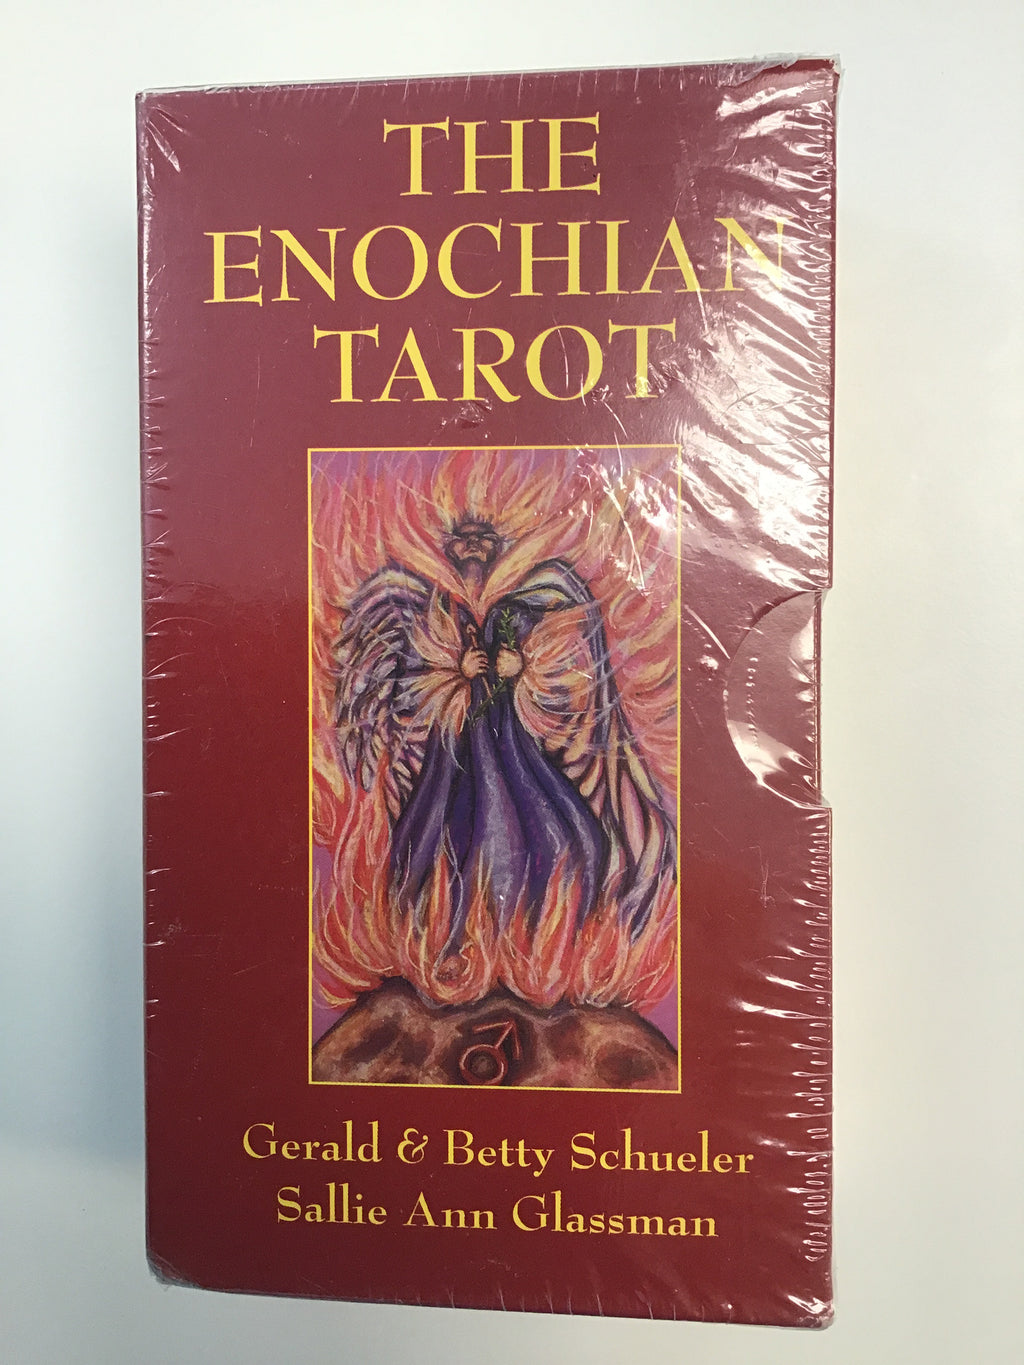 THE
ENOCHIAN
TAROT
Gerald & Betty Schueler
Sallie Ann Glassman